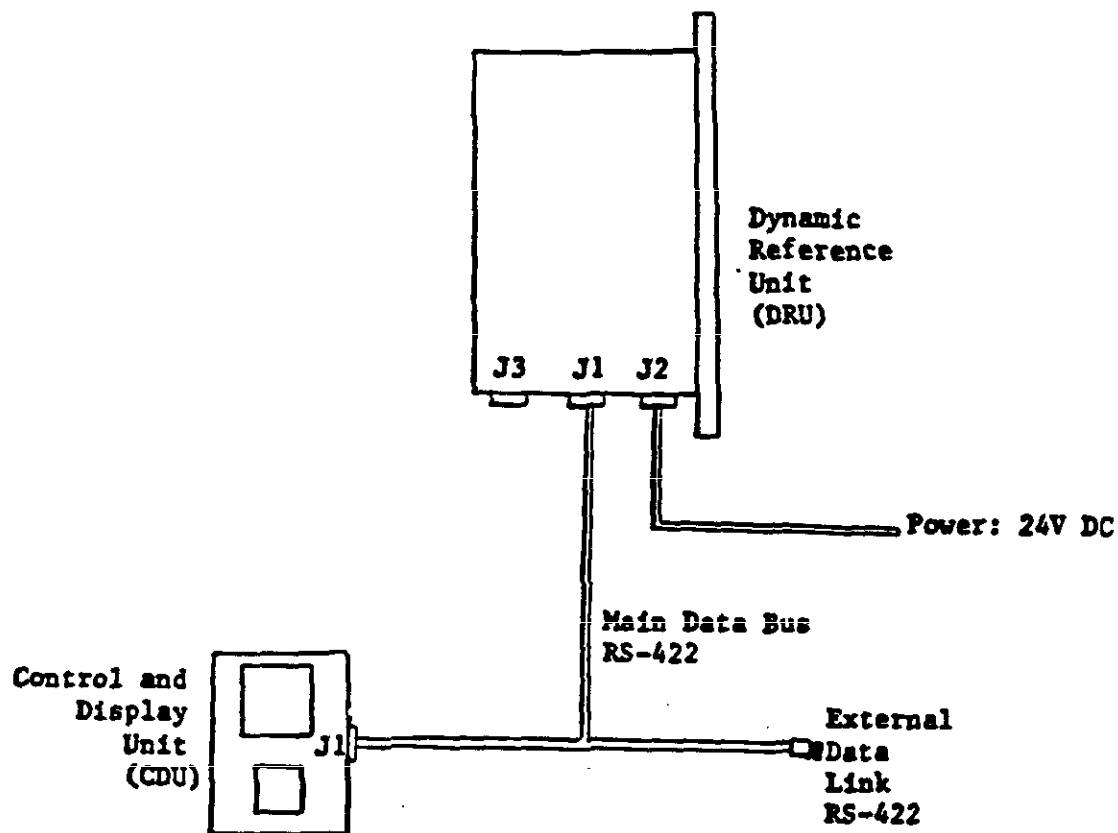 Dynamic
Reference
Unit
(DRU)
J3 J1 J2
Power: 24V DC
Main Data Bus
RS-422
Control and
Display
Unit
(CDU)
J1
External
Data
Link
RS-422